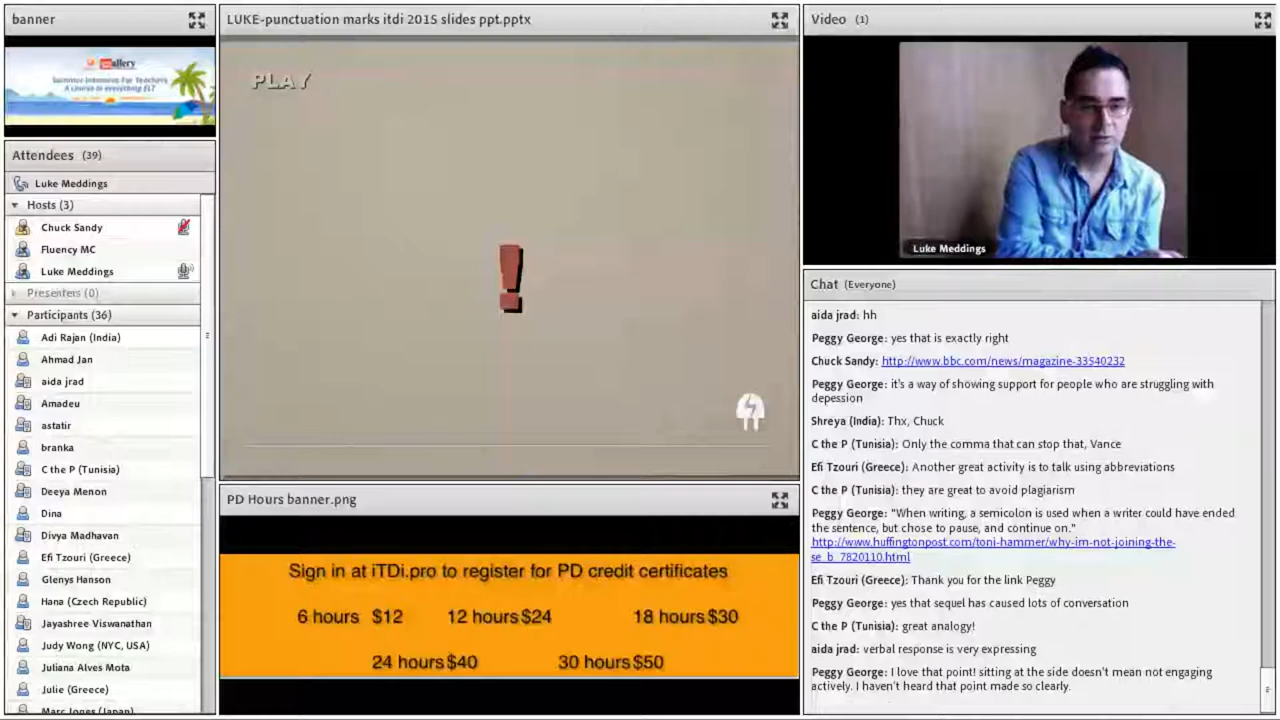 banner
allery
Summer Intensive For Teachers
A course in everything ELT
Attendees (39)
Luke Meddings
Hosts (3)
Chuck Sandy
Fluency MC
Luke Meddings
Presenters (0)
Participants (36)
Adi Rajan (India)
Ahmad Jan
aida jrad
Amadeu
astatir
branka
C the P (Tunisia)
Deeya Menon
Dina
Divya Madhavan
Efi Tzouri (Greece)
Glenys Hanson
Hana (Czech Republic)
Jayashree Viswanathan
Judy Wong (NYC, USA)
Juliana Alves Mota
Julie (Greece)
Marc Jones (Japan)
LUKE-punctuation marks itdi 2015 slides ppt.pptx
PLAY
!
PD Hours banner.png
Sign in at iTDi.pro to register for PD credit certificates
6 hours $12 12 hours $24 18 hours $30
24 hours $40 30 hours $50
Video (1)
Luke Meddings
Chat (Everyone)
aida jrad: hh
Peggy George: yes that is exactly right
Chuck Sandy: http://www.bbc.com/news/magazine-33540232
Peggy George: it's a way of showing support for people who are struggling with
depession
Shreya (India): Thx, Chuck
C the P (Tunisia): Only the comma that can stop that, Vance
Efi Tzouri (Greece): Another great activity is to talk using abbreviations
C the P (Tunisia): they are great to avoid plagiarism
Peggy George: "When writing, a semicolon is used when a writer could have ended
the sentence, but chose to pause, and continue on."
http://www.huffingtonpost.com/toni-hammer/why-im-not-joining-the-
se_b_7820110.html
Efi Tzouri (Greece): Thank you for the link Peggy
Peggy George: yes that sequel has caused lots of conversation
C the P (Tunisia): great analogy!
aida jrad: verbal response is very expressing
Peggy George: I love that point! sitting at the side doesn't mean not engaging
actively. I haven't heard that point made so clearly.